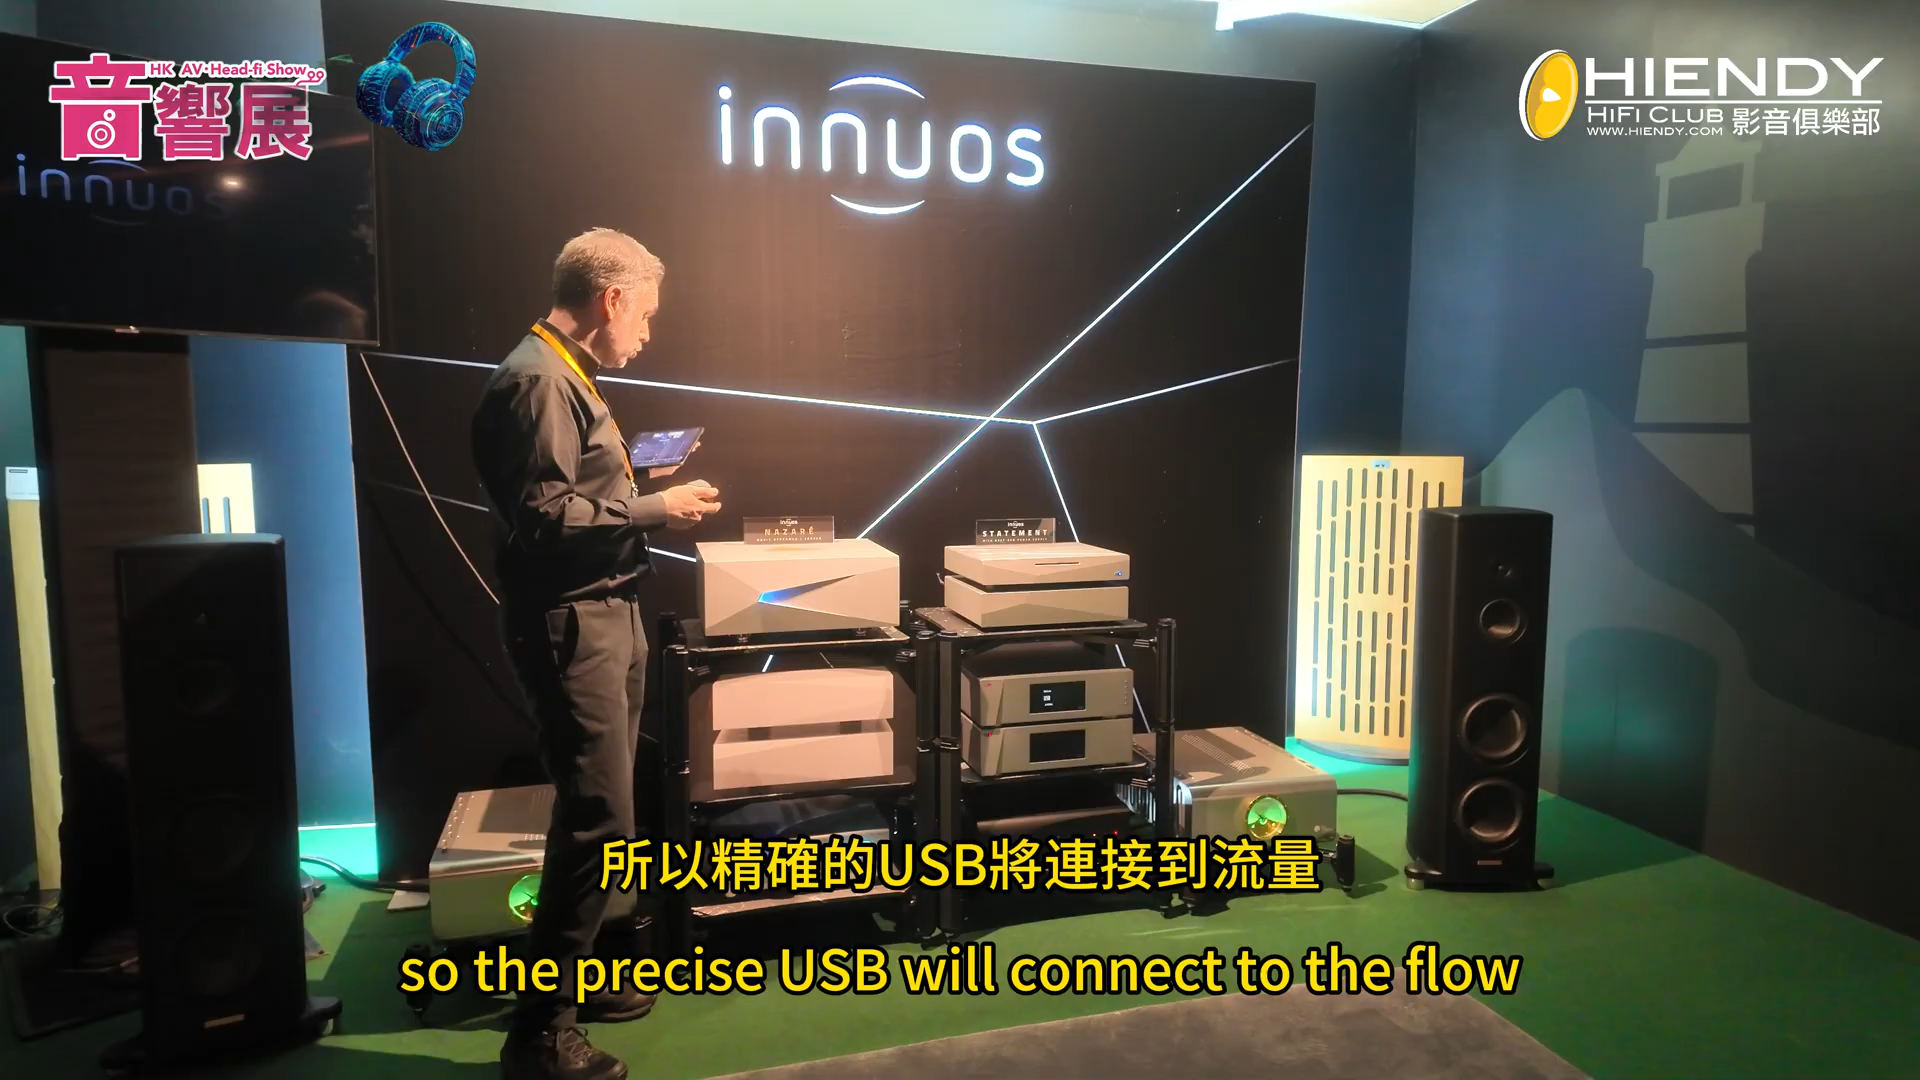 HK AV·Head-fi Show
音響展
HIENDY
HiFi CLUB 影音俱樂部
WWW.HIENDY.COM
innuos
innuos
innuos
NAZARÉ
innuos
STATEMENT
所以精確的USB將連接到流量
so the precise USB will connect to the flow